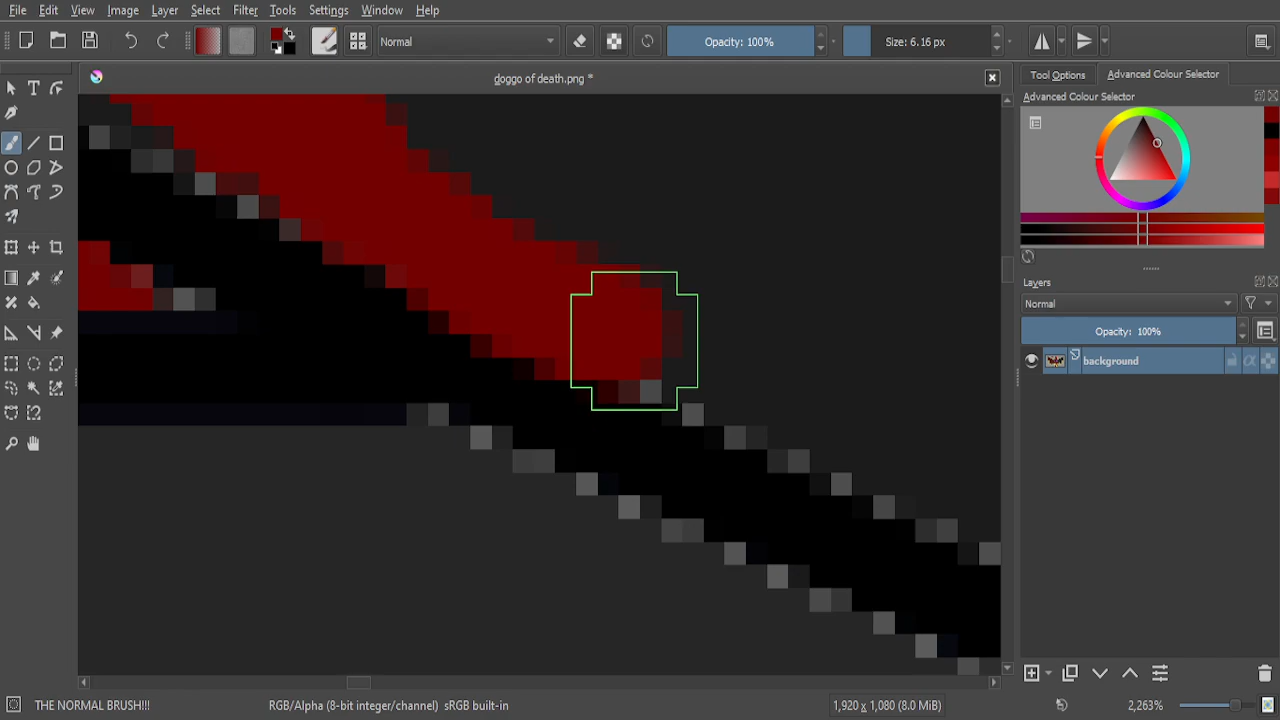 File Edit View Image Layer Select Filter Tools Settings Window Help
Normal Opacity: 100% Size: 6.16 px
doggo of death.png *
Tool Options Advanced Colour Selector
Advanced Colour Selector
Layers
Normal
Opacity: 100%
background
THE NORMAL BRUSH!!! RGB/Alpha (8-bit integer/channel) sRGB built-in 1,920 x 1,080 (8.0 MiB) 2,263%